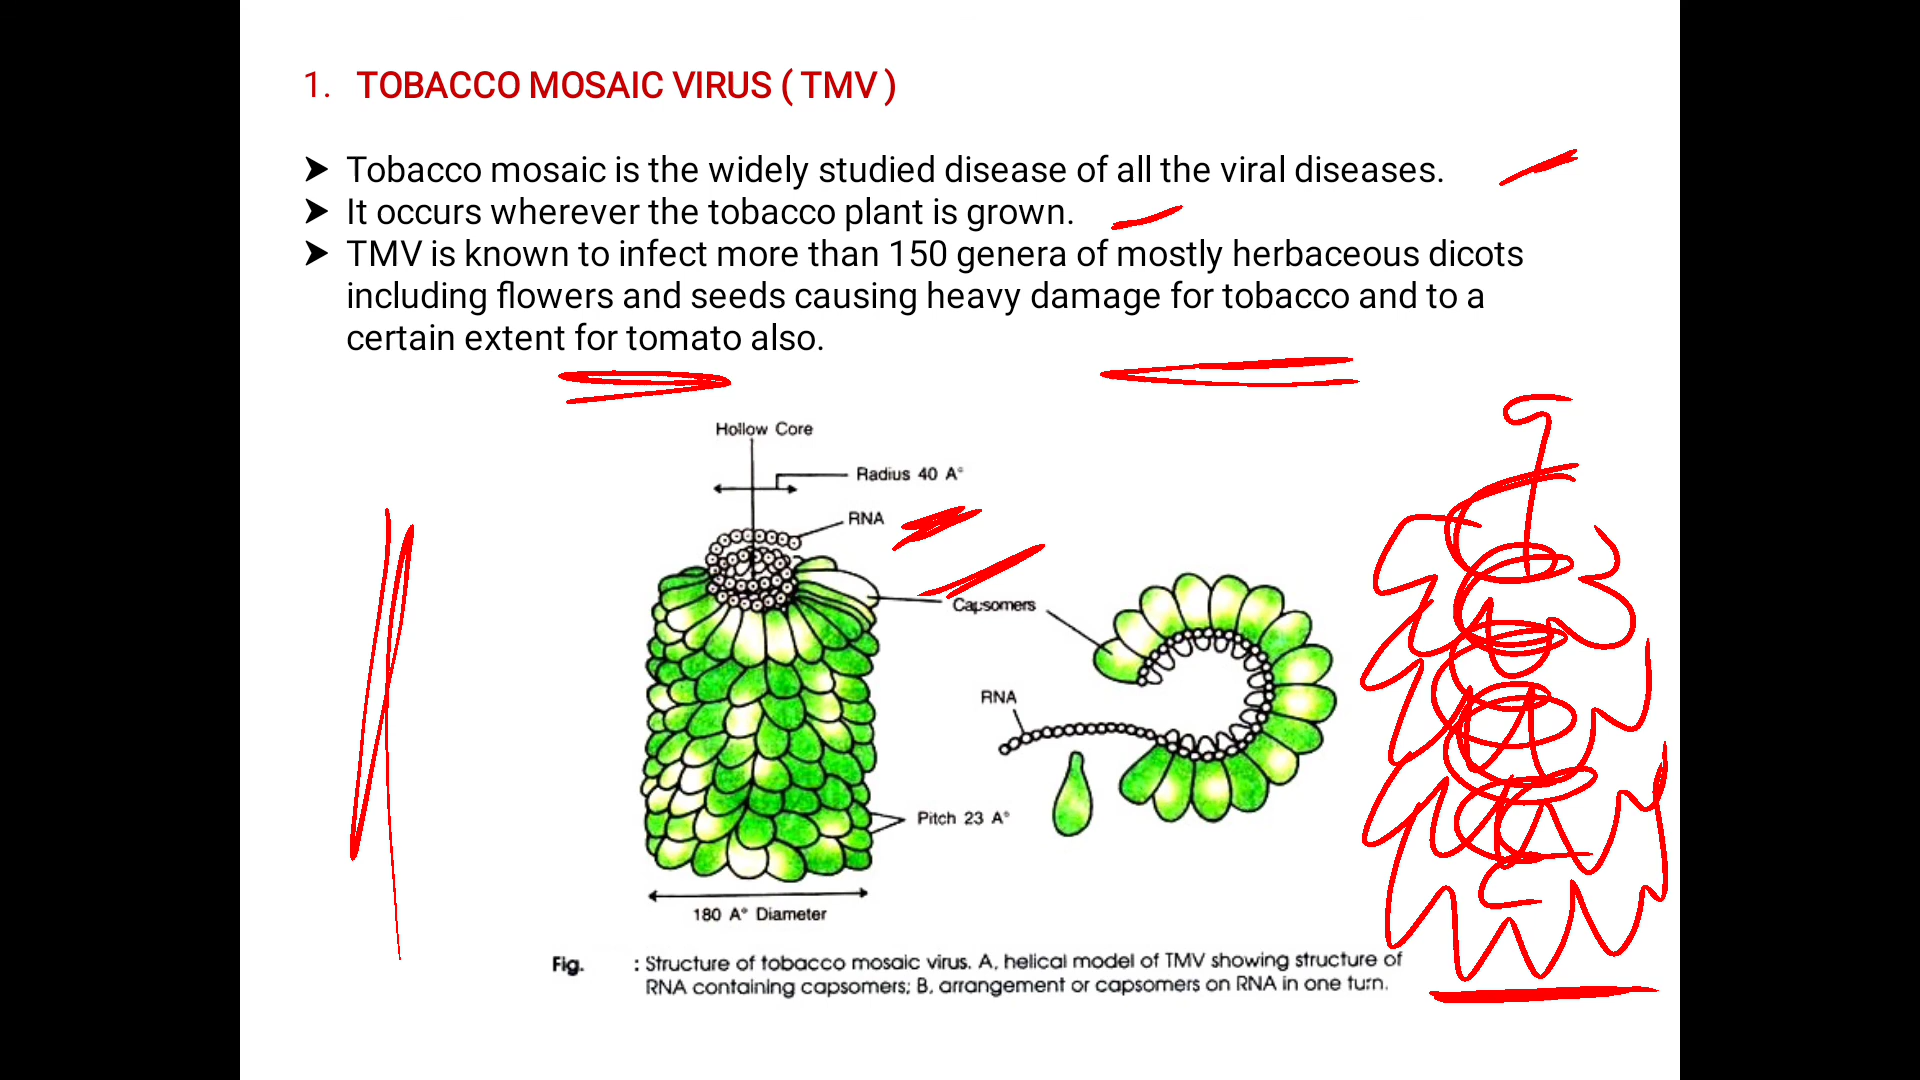 1. TOBACCO MOSAIC VIRUS ( TMV )
➤ Tobacco mosaic is the widely studied disease of all the viral diseases.
➤ It occurs wherever the tobacco plant is grown.
➤ TMV is known to infect more than 150 genera of mostly herbaceous dicots
including flowers and seeds causing heavy damage for tobacco and to a
certain extent for tomato also.
Hollow Core
Radius 40 A°
RNA
Capsomers
RNA
Pitch 23 A°
180 A° Diameter
Fig. : Structure of tobacco mosaic virus. A, helical model of TMV showing structure of
RNA containing capsomers; B, arrangement or capsomers on RNA in one turn.